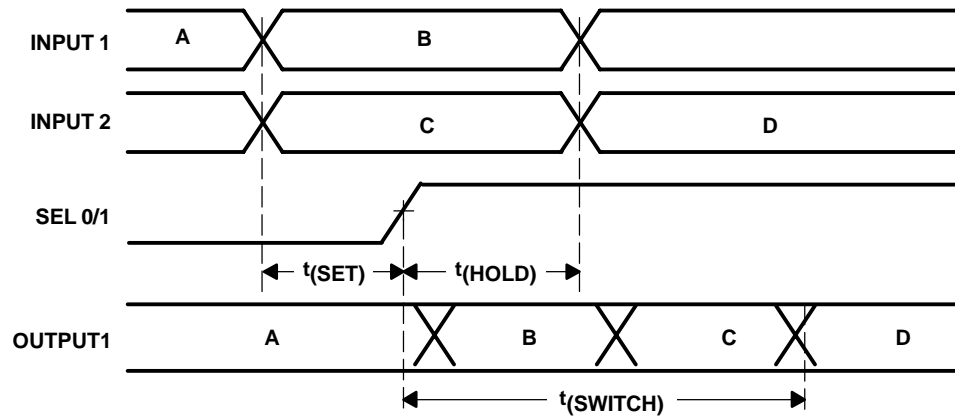 INPUT 1 A B
INPUT 2 C D
SEL 0/1
t(SET) t(HOLD)
OUTPUT1 A B C D
t(SWITCH)